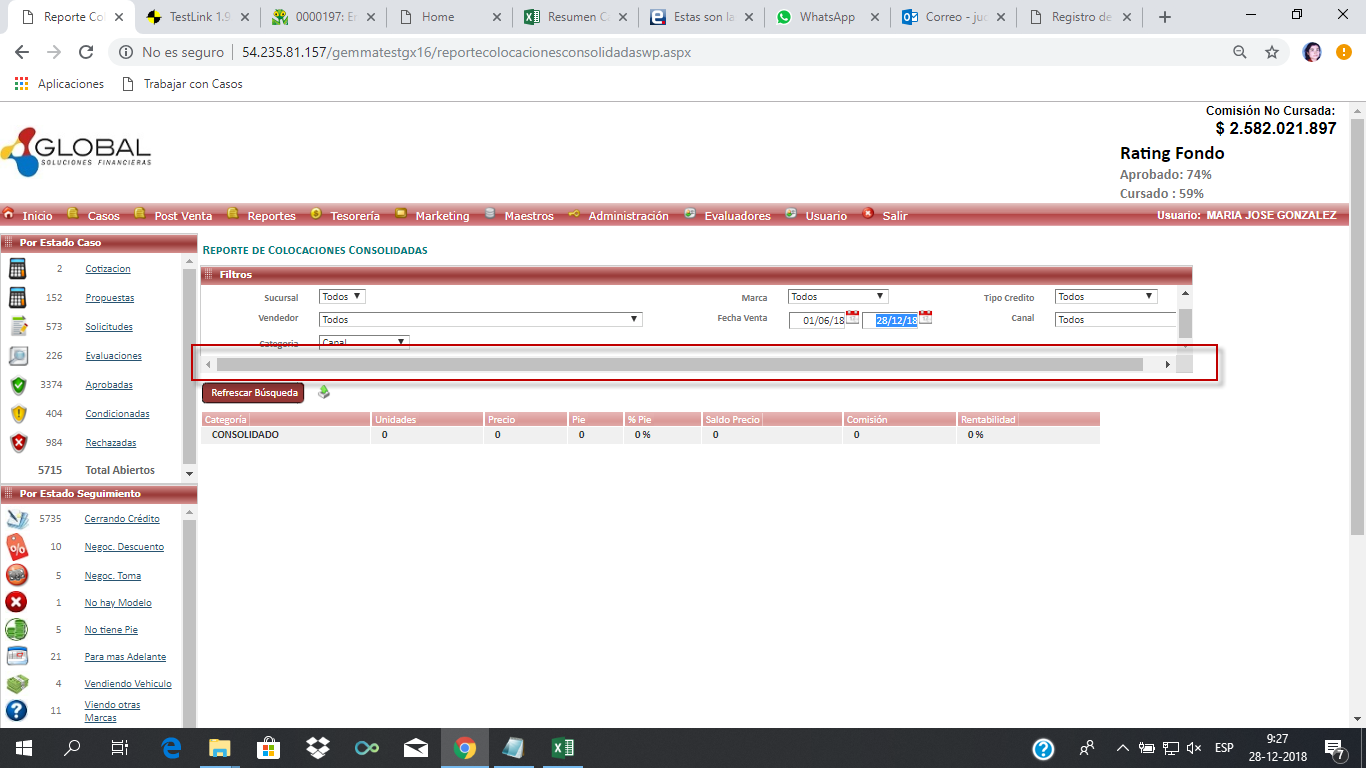 Reporte Col
TestLink 1.9
0000197: Er
Home
Resumen C
Estas son la
WhatsApp
Correo - juc
Registro de
No es seguro
54.235.81.157/gemmatestgx16/reportecolocacionesconsolidadaswp.aspx
Aplicaciones
Trabajar con Casos
GLOBAL
SOLUCIONES FINANCIERAS
Comisión No Cursada:
$ 2.582.021.897
Rating Fondo
Aprobado: 74%
Cursado : 59%
Inicio Casos Post Venta Reportes Tesorería Marketing Maestros Administración Evaluadores Usuario Salir Usuario: MARIA JOSE GONZALEZ
Por Estado Caso
2 Cotizacion
152 Propuestas
573 Solicitudes
226 Evaluaciones
3374 Aprobadas
404 Condicionadas
984 Rechazadas
5715 Total Abiertos
Por Estado Seguimiento
5735 Cerrando Crédito
10 Negoc. Descuento
5 Negoc. Toma
1 No hay Modelo
5 No tiene Pie
21 Para mas Adelante
4 Vendiendo Vehiculo
11 Viendo otras
Marcas
REPORTE DE COLOCACIONES CONSOLIDADAS
Filtros
Sucursal Todos Marca Todos Tipo Credito Todos
Vendedor Todos Fecha Venta 01/06/18 28/12/18 Canal Todos
Categoria Canal
Refrescar Búsqueda
Categoría Unidades Precio Pie % Pie Saldo Precio Comisión Rentabilidad
CONSOLIDADO 0 0 0 0 % 0 0 0 %
ESP
9:27
28-12-2018
7